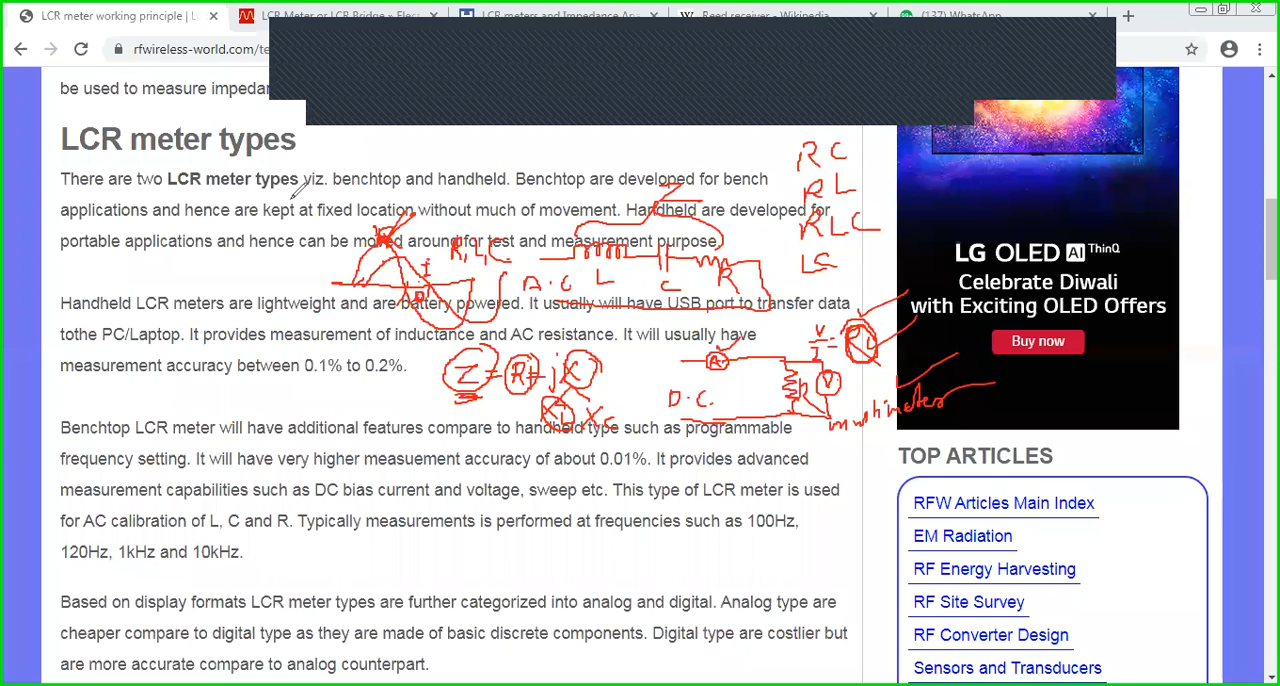 LCR meter working principle | L
LCR Meter or LCR Bridge » Elec
LCR meters and Impedance An
W Reed receiver - Wikipedia
(137) WhatsApp
rfwireless-world.com/te
be used to measure impedan
LCR meter types
There are two LCR meter types viz. benchtop and handheld. Benchtop are developed for bench
applications and hence are kept at fixed location without much of movement. Handheld are developed for
portable applications and hence can be moved around for test and measurement purpose.
Handheld LCR meters are lightweight and are battery powered. It usually will have USB port to transfer data
tothe PC/Laptop. It provides measurement of inductance and AC resistance. It will usually have
measurement accuracy between 0.1% to 0.2%.
Benchtop LCR meter will have additional features compare to handheld type such as programmable
frequency setting. It will have very higher measuement accuracy of about 0.01%. It provides advanced
measurement capabilities such as DC bias current and voltage, sweep etc. This type of LCR meter is used
for AC calibration of L, C and R. Typically measurements is performed at frequencies such as 100Hz,
120Hz, 1kHz and 10kHz.
Based on display formats LCR meter types are further categorized into analog and digital. Analog type are
cheaper compare to digital type as they are made of basic discrete components. Digital type are costlier but
are more accurate compare to analog counterpart.
R C
R L
R L C
LC
Z
R, L, C
I
A.C L C R
Z = R + jX
XL XC
A
V
R
D.C.
V
I
multimeter
LG OLED AI ThinQ
Celebrate Diwali
with Exciting OLED Offers
Buy now
TOP ARTICLES
RFW Articles Main Index
EM Radiation
RF Energy Harvesting
RF Site Survey
RF Converter Design
Sensors and Transducers